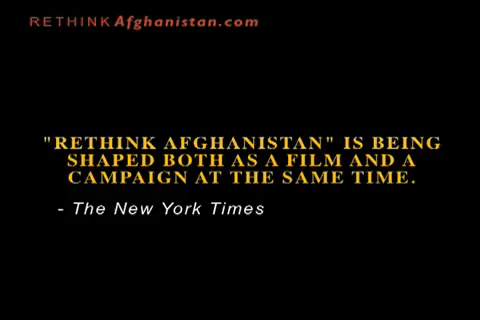 RETHINKAfghanistan.com
"RETHINK AFGHANISTAN" IS BEING
SHAPED BOTH AS A FILM AND A
CAMPAIGN AT THE SAME TIME.
- The New York Times